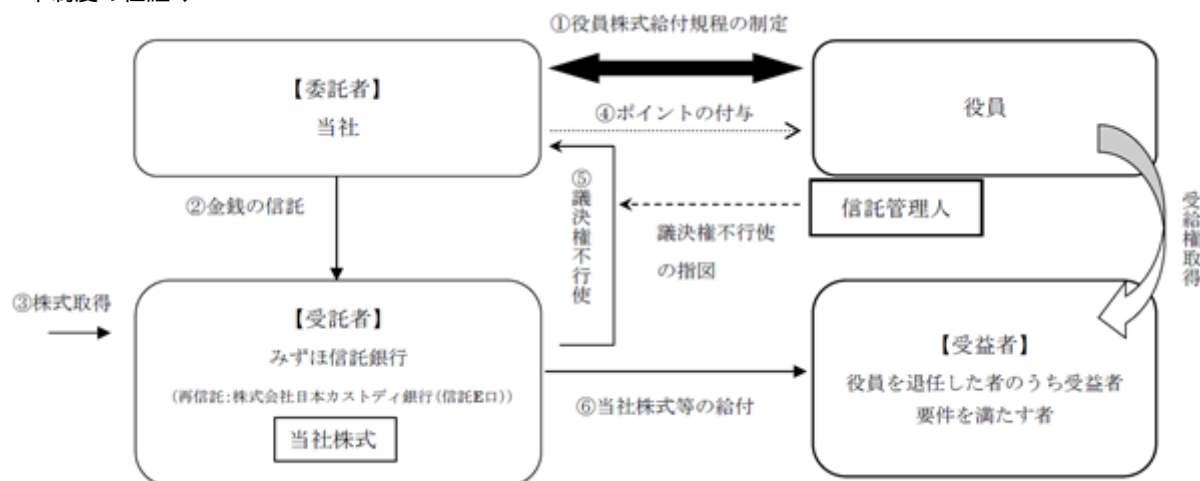 ①役員株式給付規程の制定
【委託者】
当社
役員
④ポイントの付与
②金銭の信託
⑤議決権不行使
信託管理人
議決権不行使
の指図
受給権取得
③株式取得
【受託者】
みずほ信託銀行
(再信託:株式会社日本カストディ銀行(信託E口))
当社株式
⑥当社株式等の給付
【受益者】
役員を退任した者のうち受益者
要件を満たす者